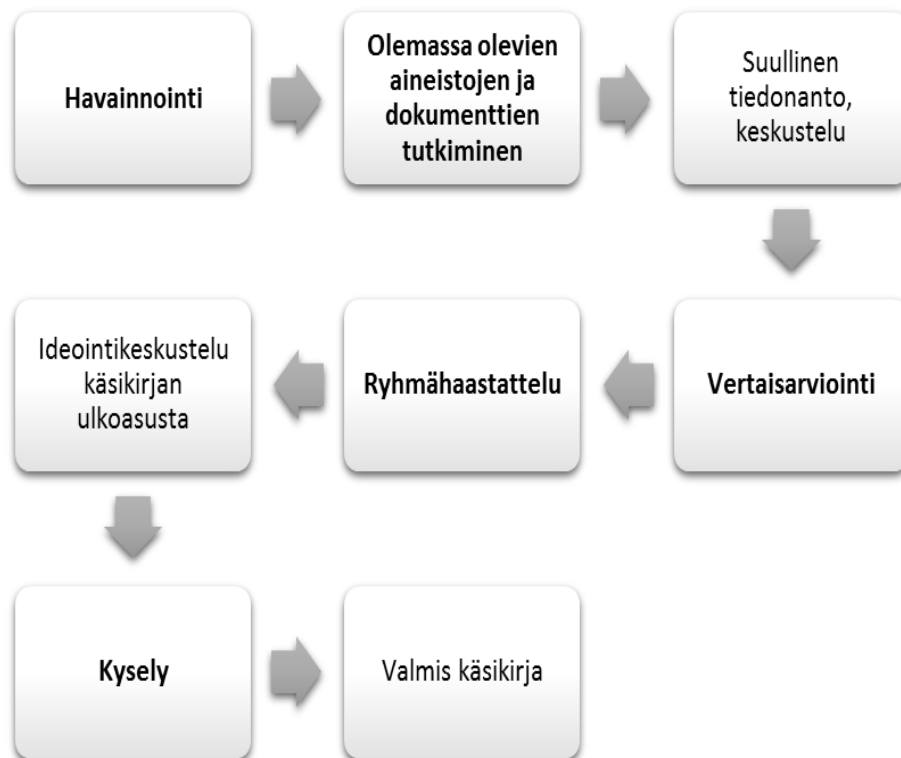 Havainnointi
Olemassa olevien
aineistojen ja
dokumenttien
tutkiminen
Suullinen
tiedonanto,
keskustelu
Vertaisarviointi
Ryhmähaastattelu
Ideointikeskustelu
käsikirjan
ulkoasusta
Kysely
Valmis käsikirja